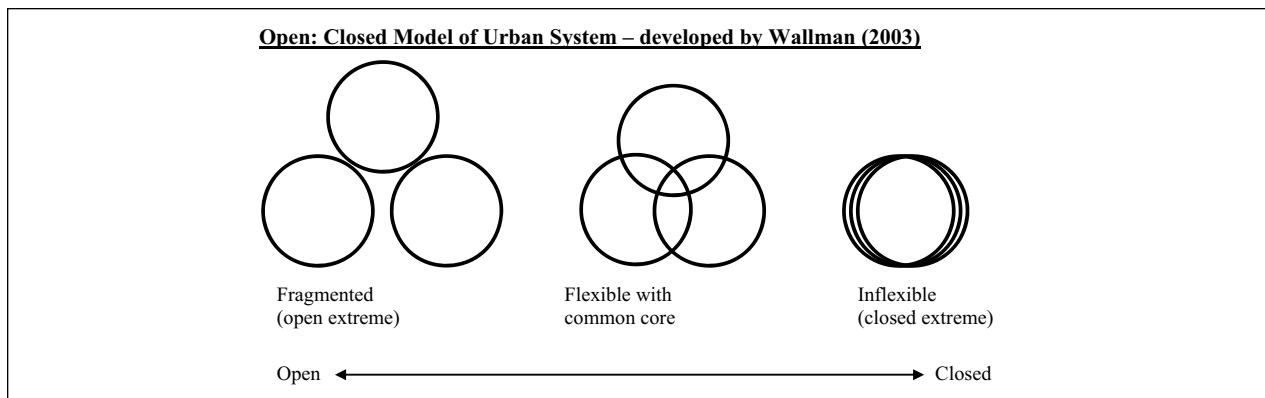 Open: Closed Model of Urban System – developed by Wallman (2003)
Fragmented
(open extreme)
Flexible with
common core
Inflexible
(closed extreme)
Open
Closed